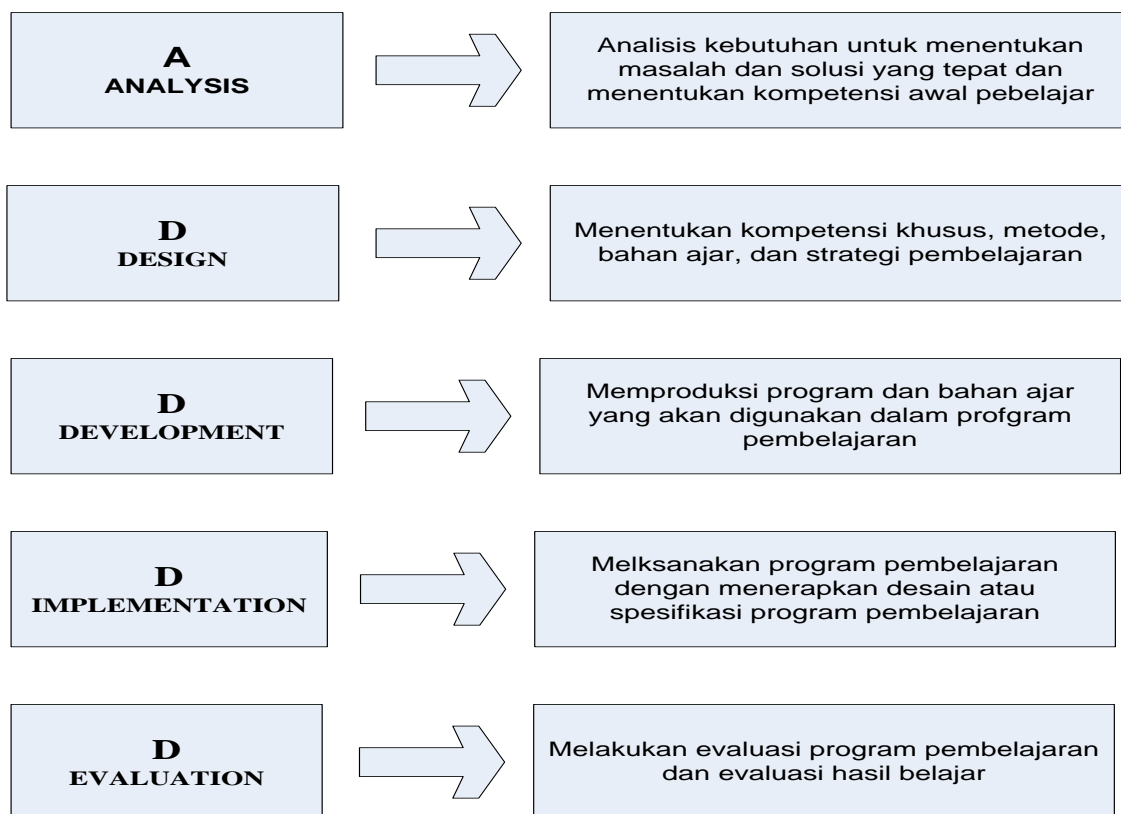 A
ANALYSIS
Analisis kebutuhan untuk menentukan
masalah dan solusi yang tepat dan
menentukan kompetensi awal pebelajar
D
DESIGN
Menentukan kompetensi khusus, metode,
bahan ajar, dan strategi pembelajaran
D
DEVELOPMENT
Memproduksi program dan bahan ajar
yang akan digunakan dalam profgram
pembelajaran
D
IMPLEMENTATION
Melksanakan program pembelajaran
dengan menerapkan desain atau
spesifikasi program pembelajaran
D
EVALUATION
Melakukan evaluasi program pembelajaran
dan evaluasi hasil belajar